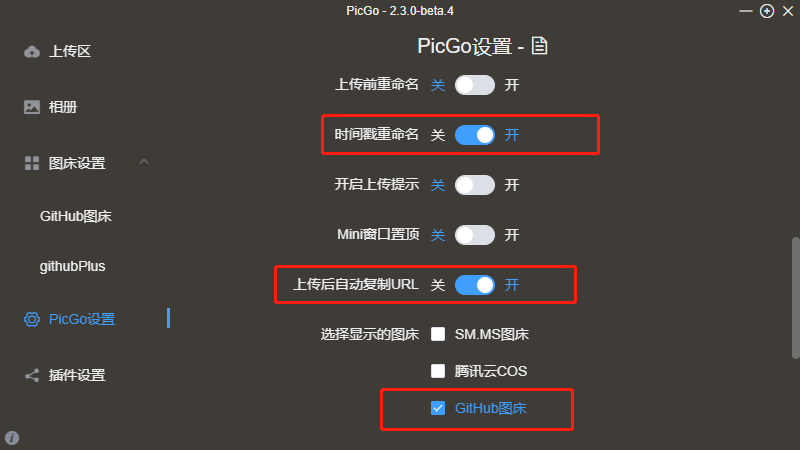 PicGo - 2.3.0-beta.4
上传区
相册
图床设置
GitHub图床
githubPlus
PicGo设置
插件设置
PicGo设置 -
上传前重命名 关 开
时间戳重命名 关 开
开启上传提示 关 开
Mini窗口置顶 关 开
上传后自动复制URL 关 开
选择显示的图床 SM.MS图床
腾讯云COS
GitHub图床